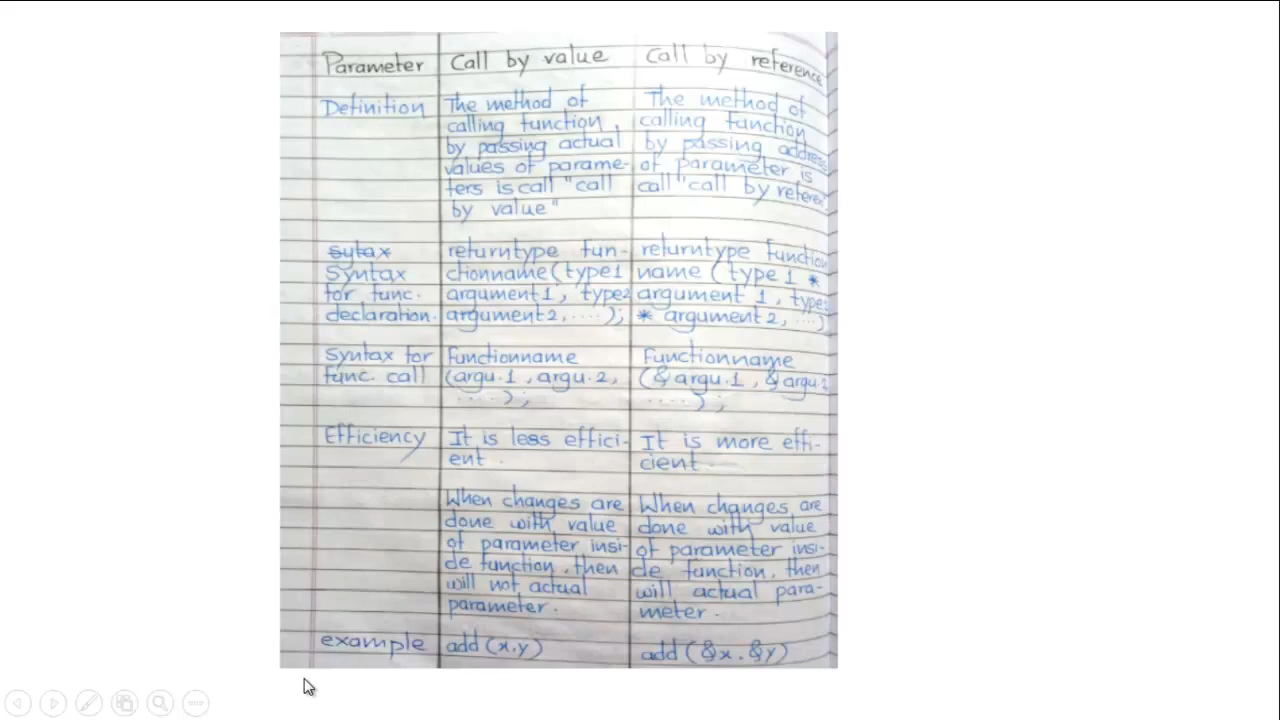 Parameter Call by value Call by reference
Definition The method of The method of
calling function calling function
by passing actual by passing address
values of parame- of parameter is
ters is call "call call "call by referen
by value"
sytax returntype fun- returntype function
Syntax ctionname(type1 name (type 1 *
for func. argument1, type2 argument 1, type2
declaration. argument2, ....); * argument2, ....)
Syntax for Functionname Functionname
func. call (argu.1, argu.2, (& argu.1, & argu.2
....); ....);
Efficiency It is less effici- It is more effi-
ent. cient.
When changes are When changes are
done with value done with value
of parameter insi- of parameter insi-
de function, then de function, then
will not actual will actual para-
parameter. meter.
example add (x,y) add (&x. &y)